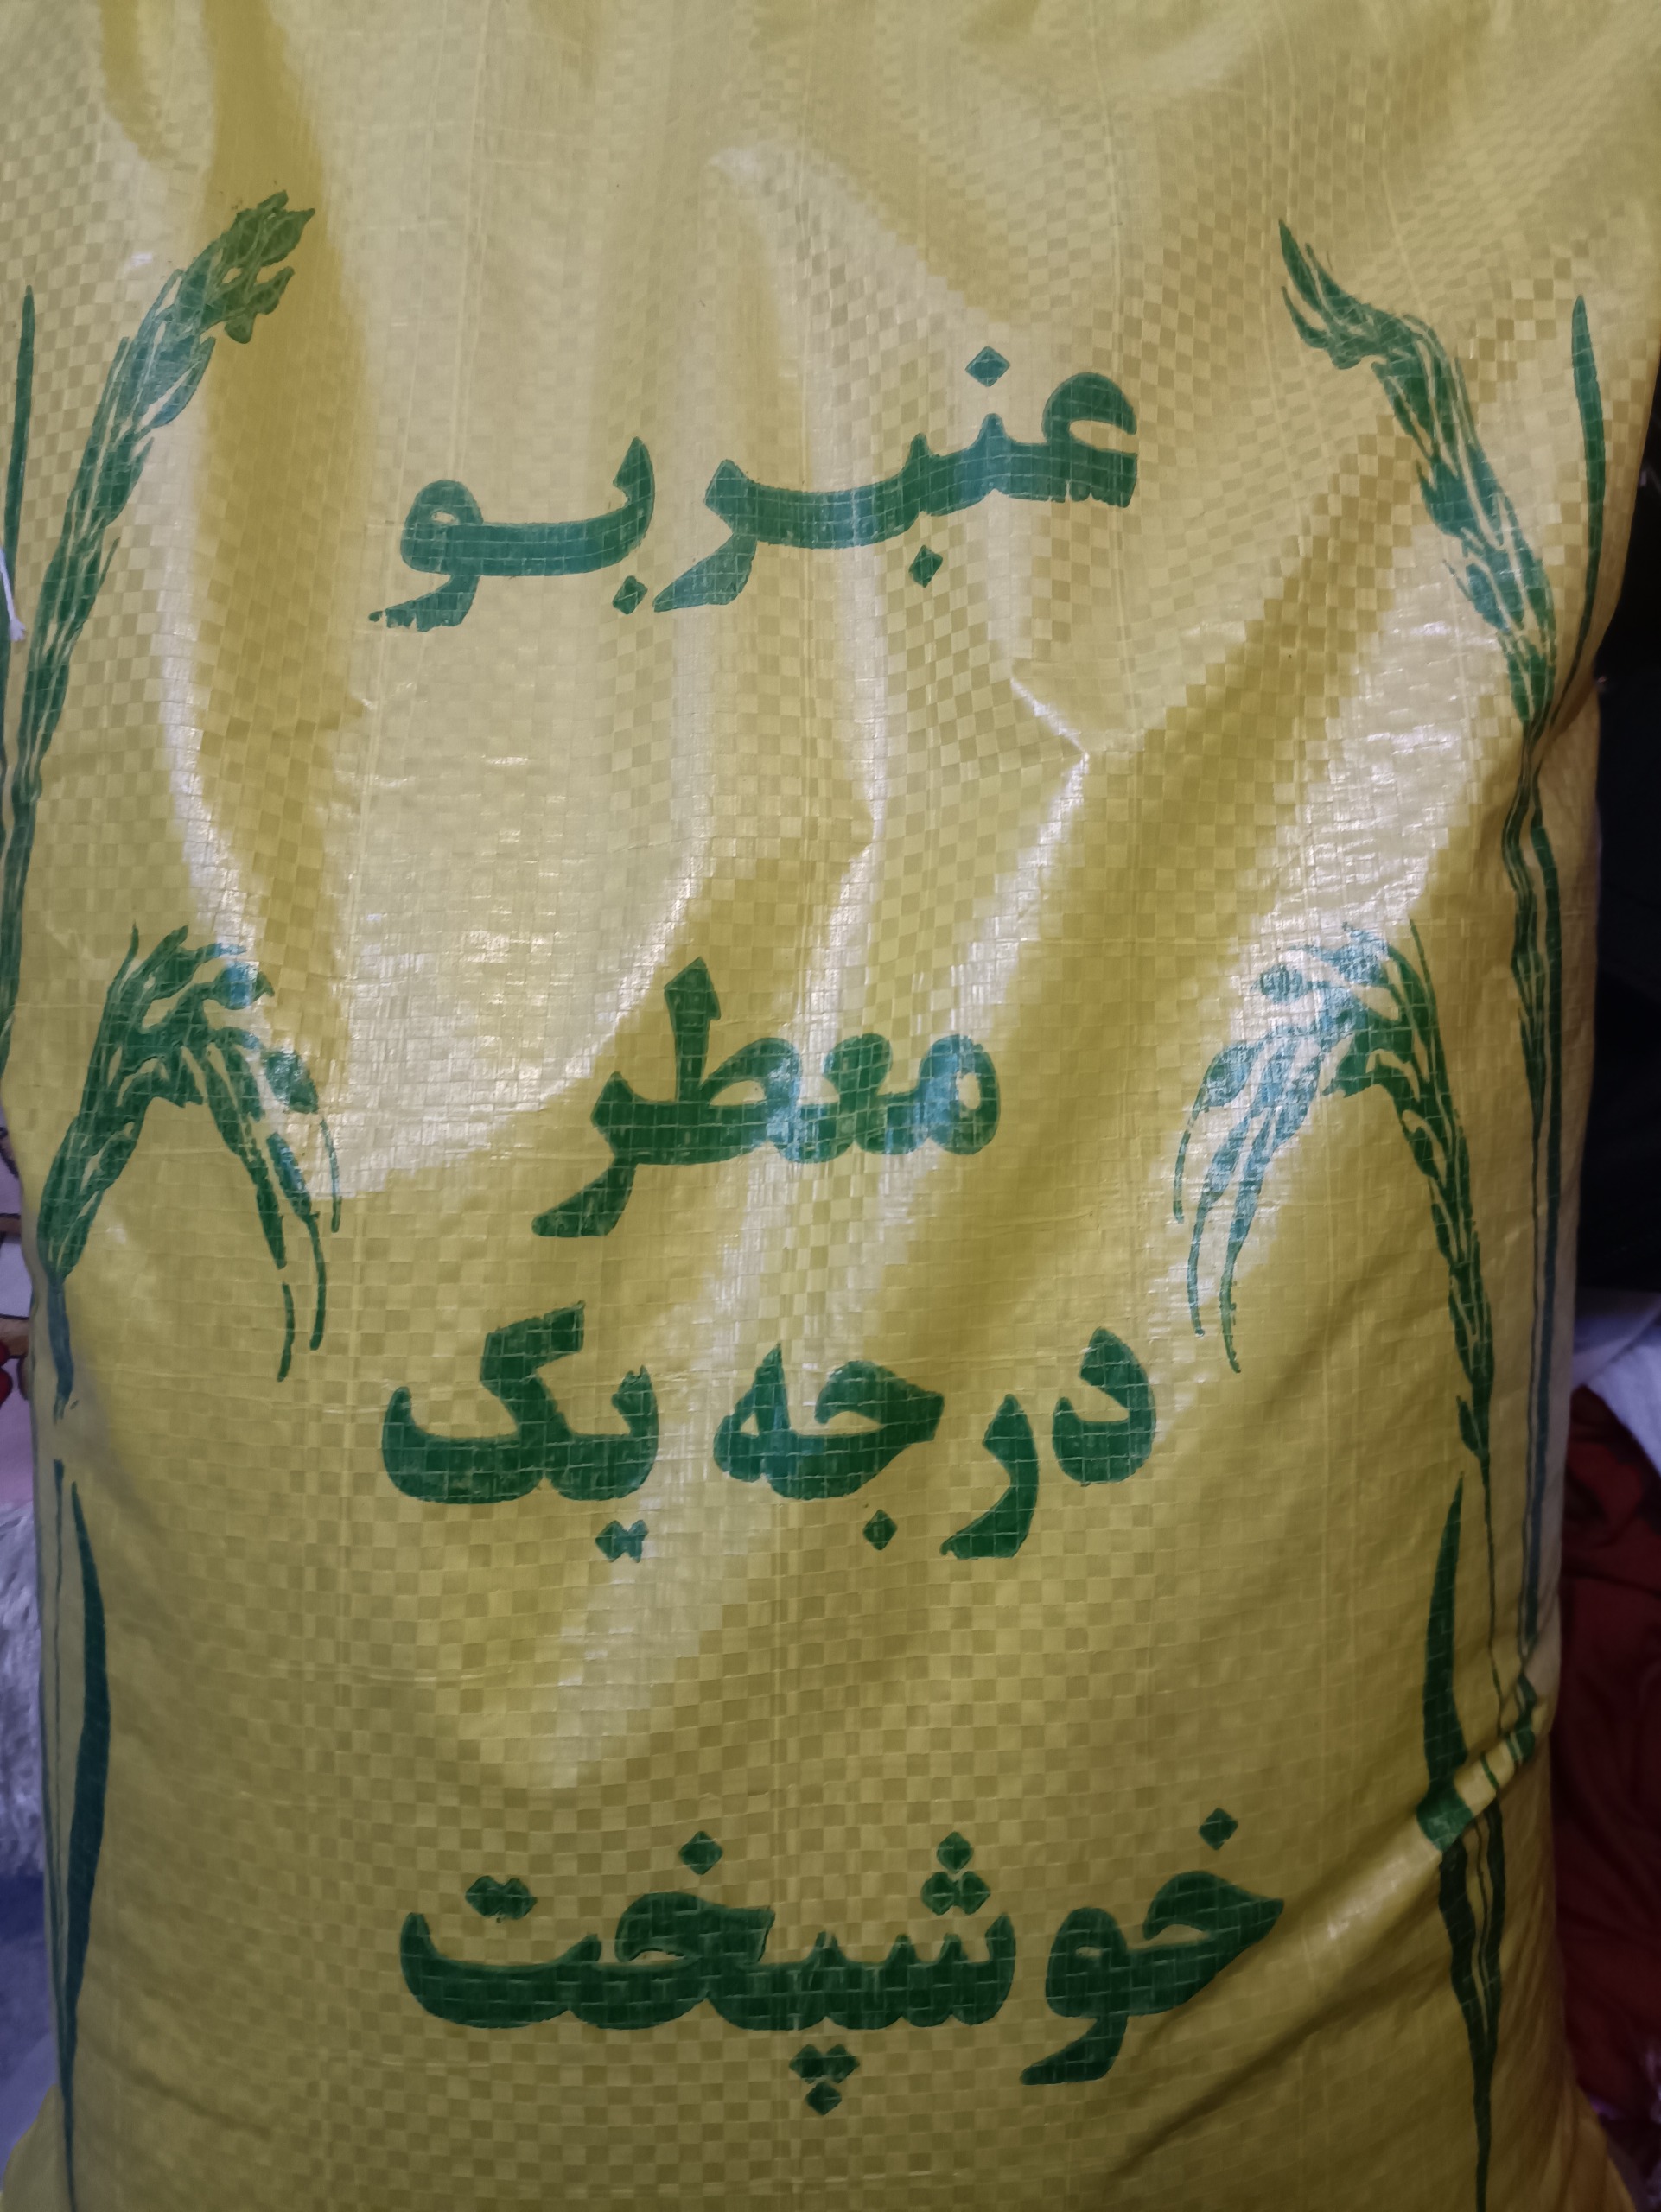 عنبربو
معطر
درجه یک
خوشپخت